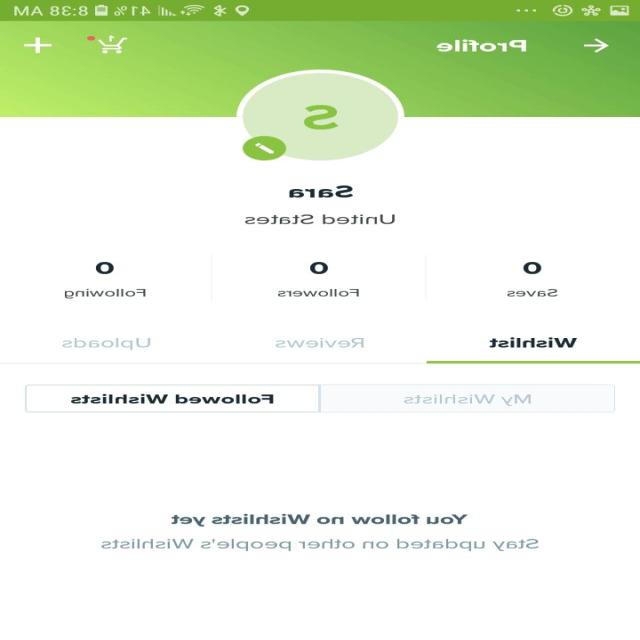 41% 8:38 AM
Profile
S
Sara
United States
0 0 0
Saves Followers Following
Wishlist Reviews Uploads
My Wishlists Followed Wishlists
You follow no Wishlists yet
Stay updated on other people's Wishlists